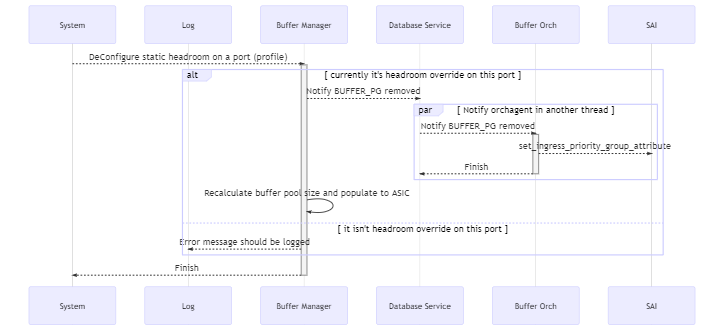 System
Log
Buffer Manager
Database Service
Buffer Orch
SAI
DeConfigure static headroom on a port (profile)
alt
[ currently it's headroom override on this port ]
Notify BUFFER_PG removed
par
[ Notify orchagent in another thread ]
Notify BUFFER_PG removed
set_ingress_priority_group_attribute
Finish
Recalculate buffer pool size and populate to ASIC
[ it isn't headroom override on this port ]
Error message should be logged
Finish
System
Log
Buffer Manager
Database Service
Buffer Orch
SAI